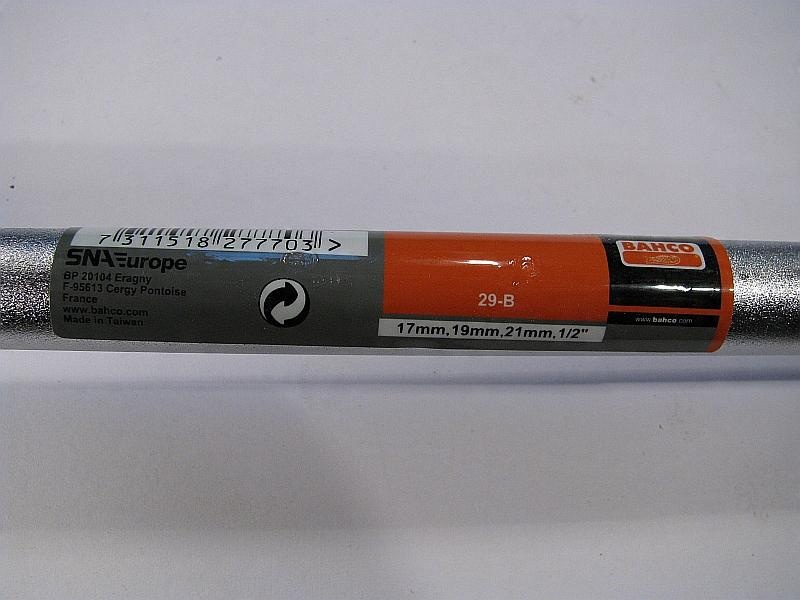 7 311518 277703 >
SNAEurope
BP 20104 Eragny
F-95613 Cergy Pontoise
France
www.bahco.com
Made in Taiwan
29-B
17mm,19mm,21mm,1/2"
BAHCO
www.bahco.com